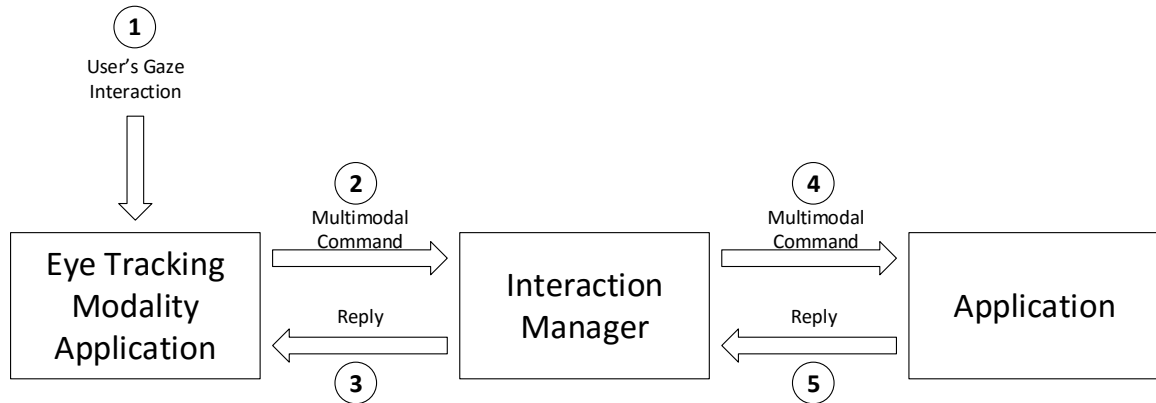 1
User's Gaze
Interaction
2
Multimodal
Command
4
Multimodal
Command
Eye Tracking
Modality
Application
Interaction
Manager
Application
Reply
3
Reply
5